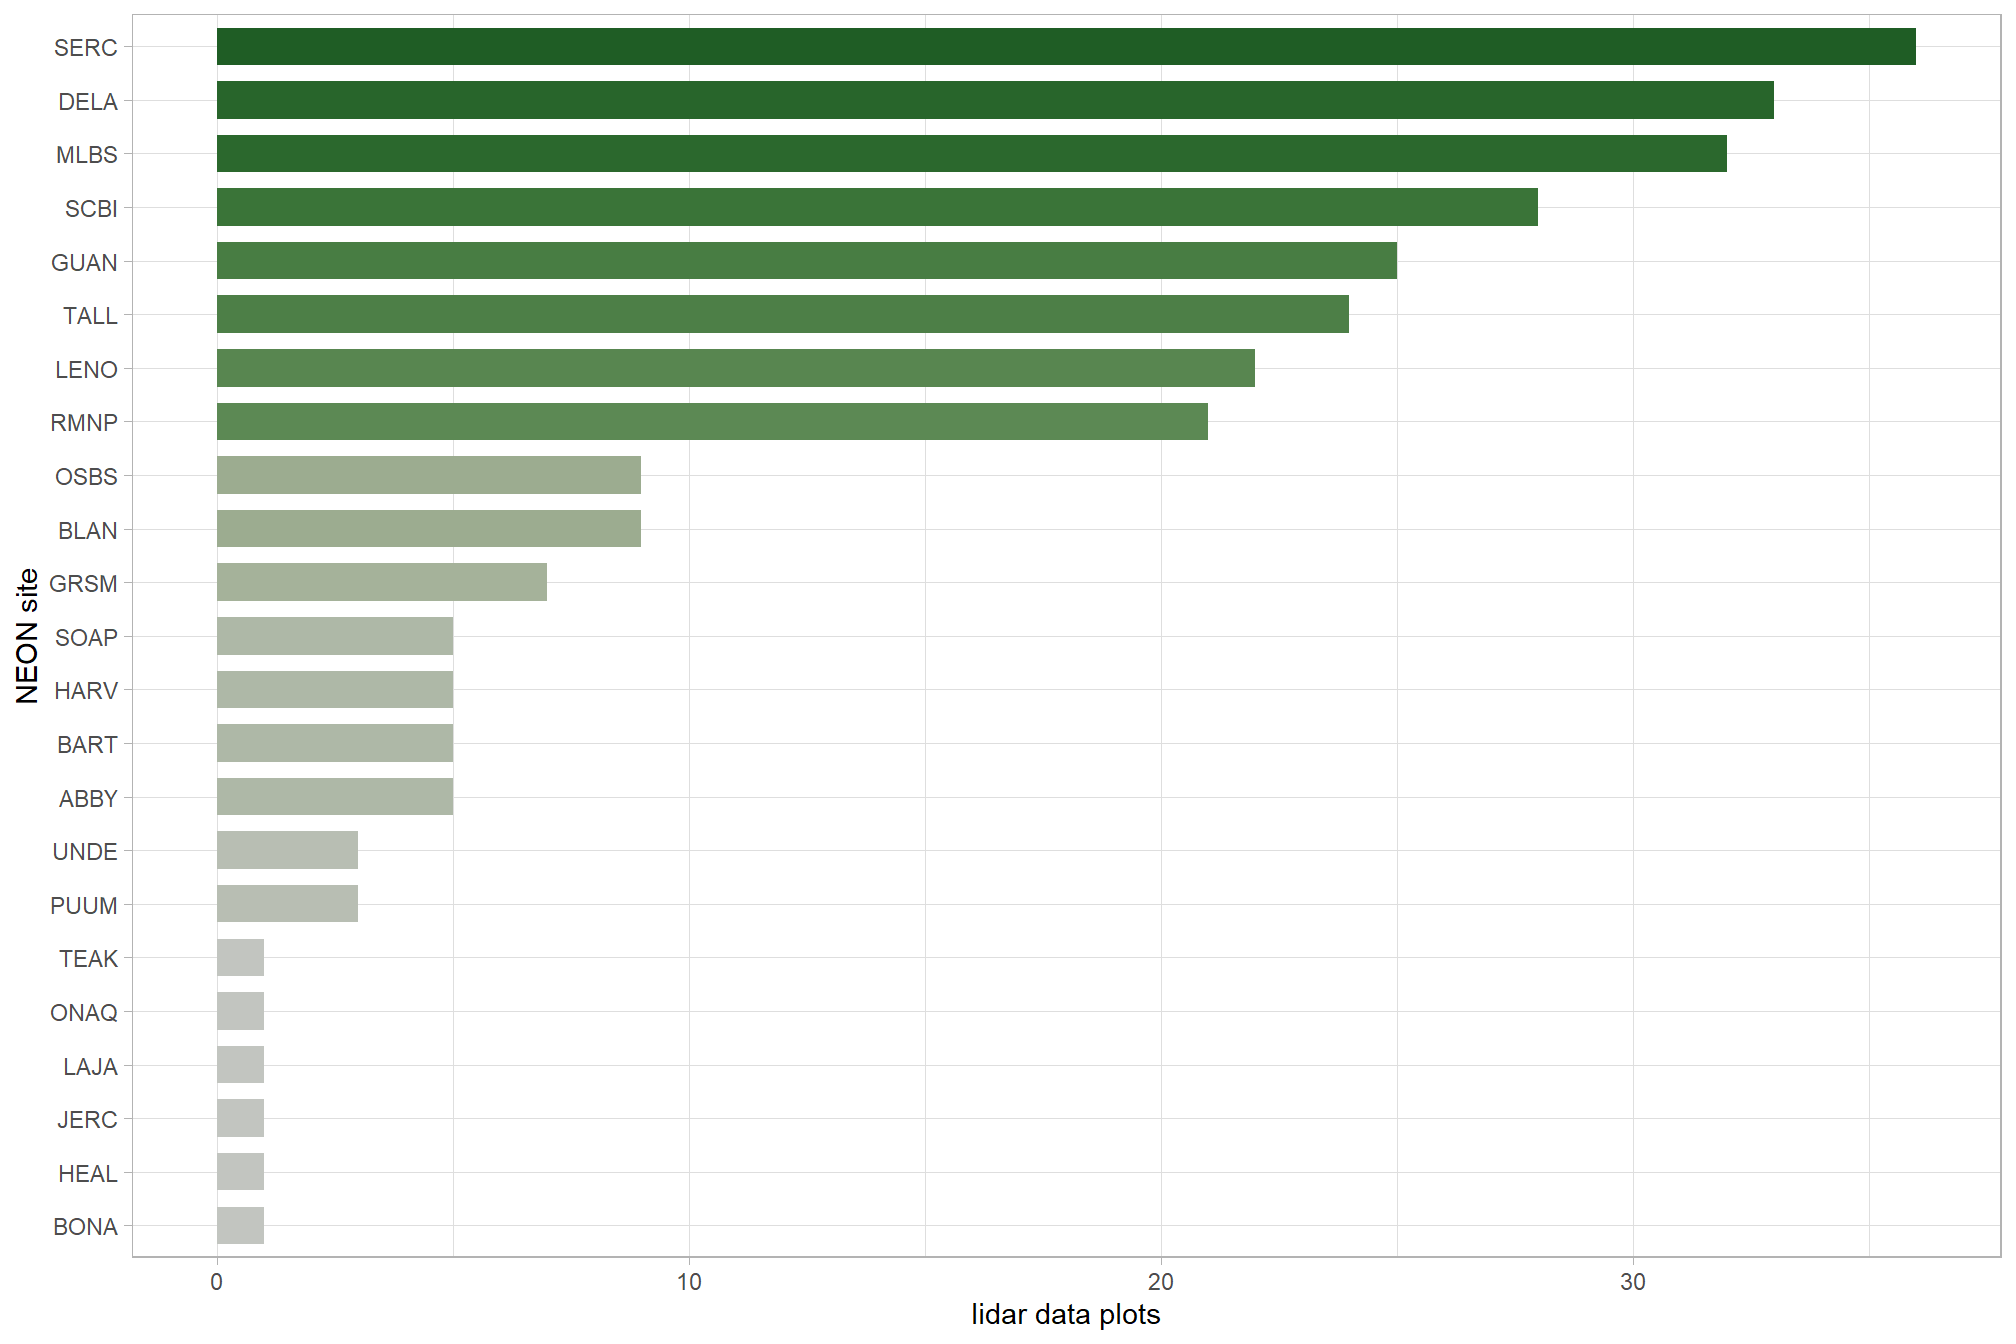 SERC
DELA
MLBS
SCBI
GUAN
TALL
LENO
RMNP
OSBS
BLAN
GRSM
SOAP
HARV
BART
ABBY
UNDE
PUUM
TEAK
ONAQ
LAJA
JERC
HEAL
BONA
NEON site
0 10 20 30
lidar data plots